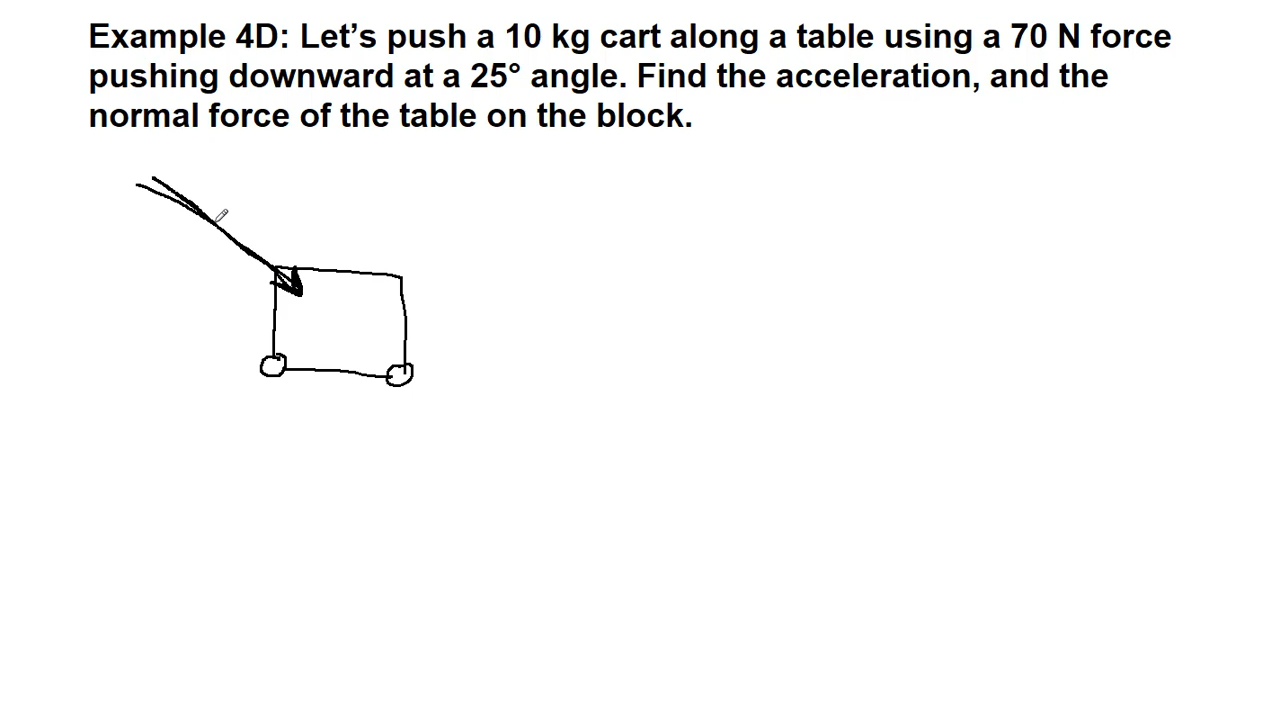 Example 4D: Let’s push a 10 kg cart along a table using a 70 N force
pushing downward at a 25° angle. Find the acceleration, and the
normal force of the table on the block.